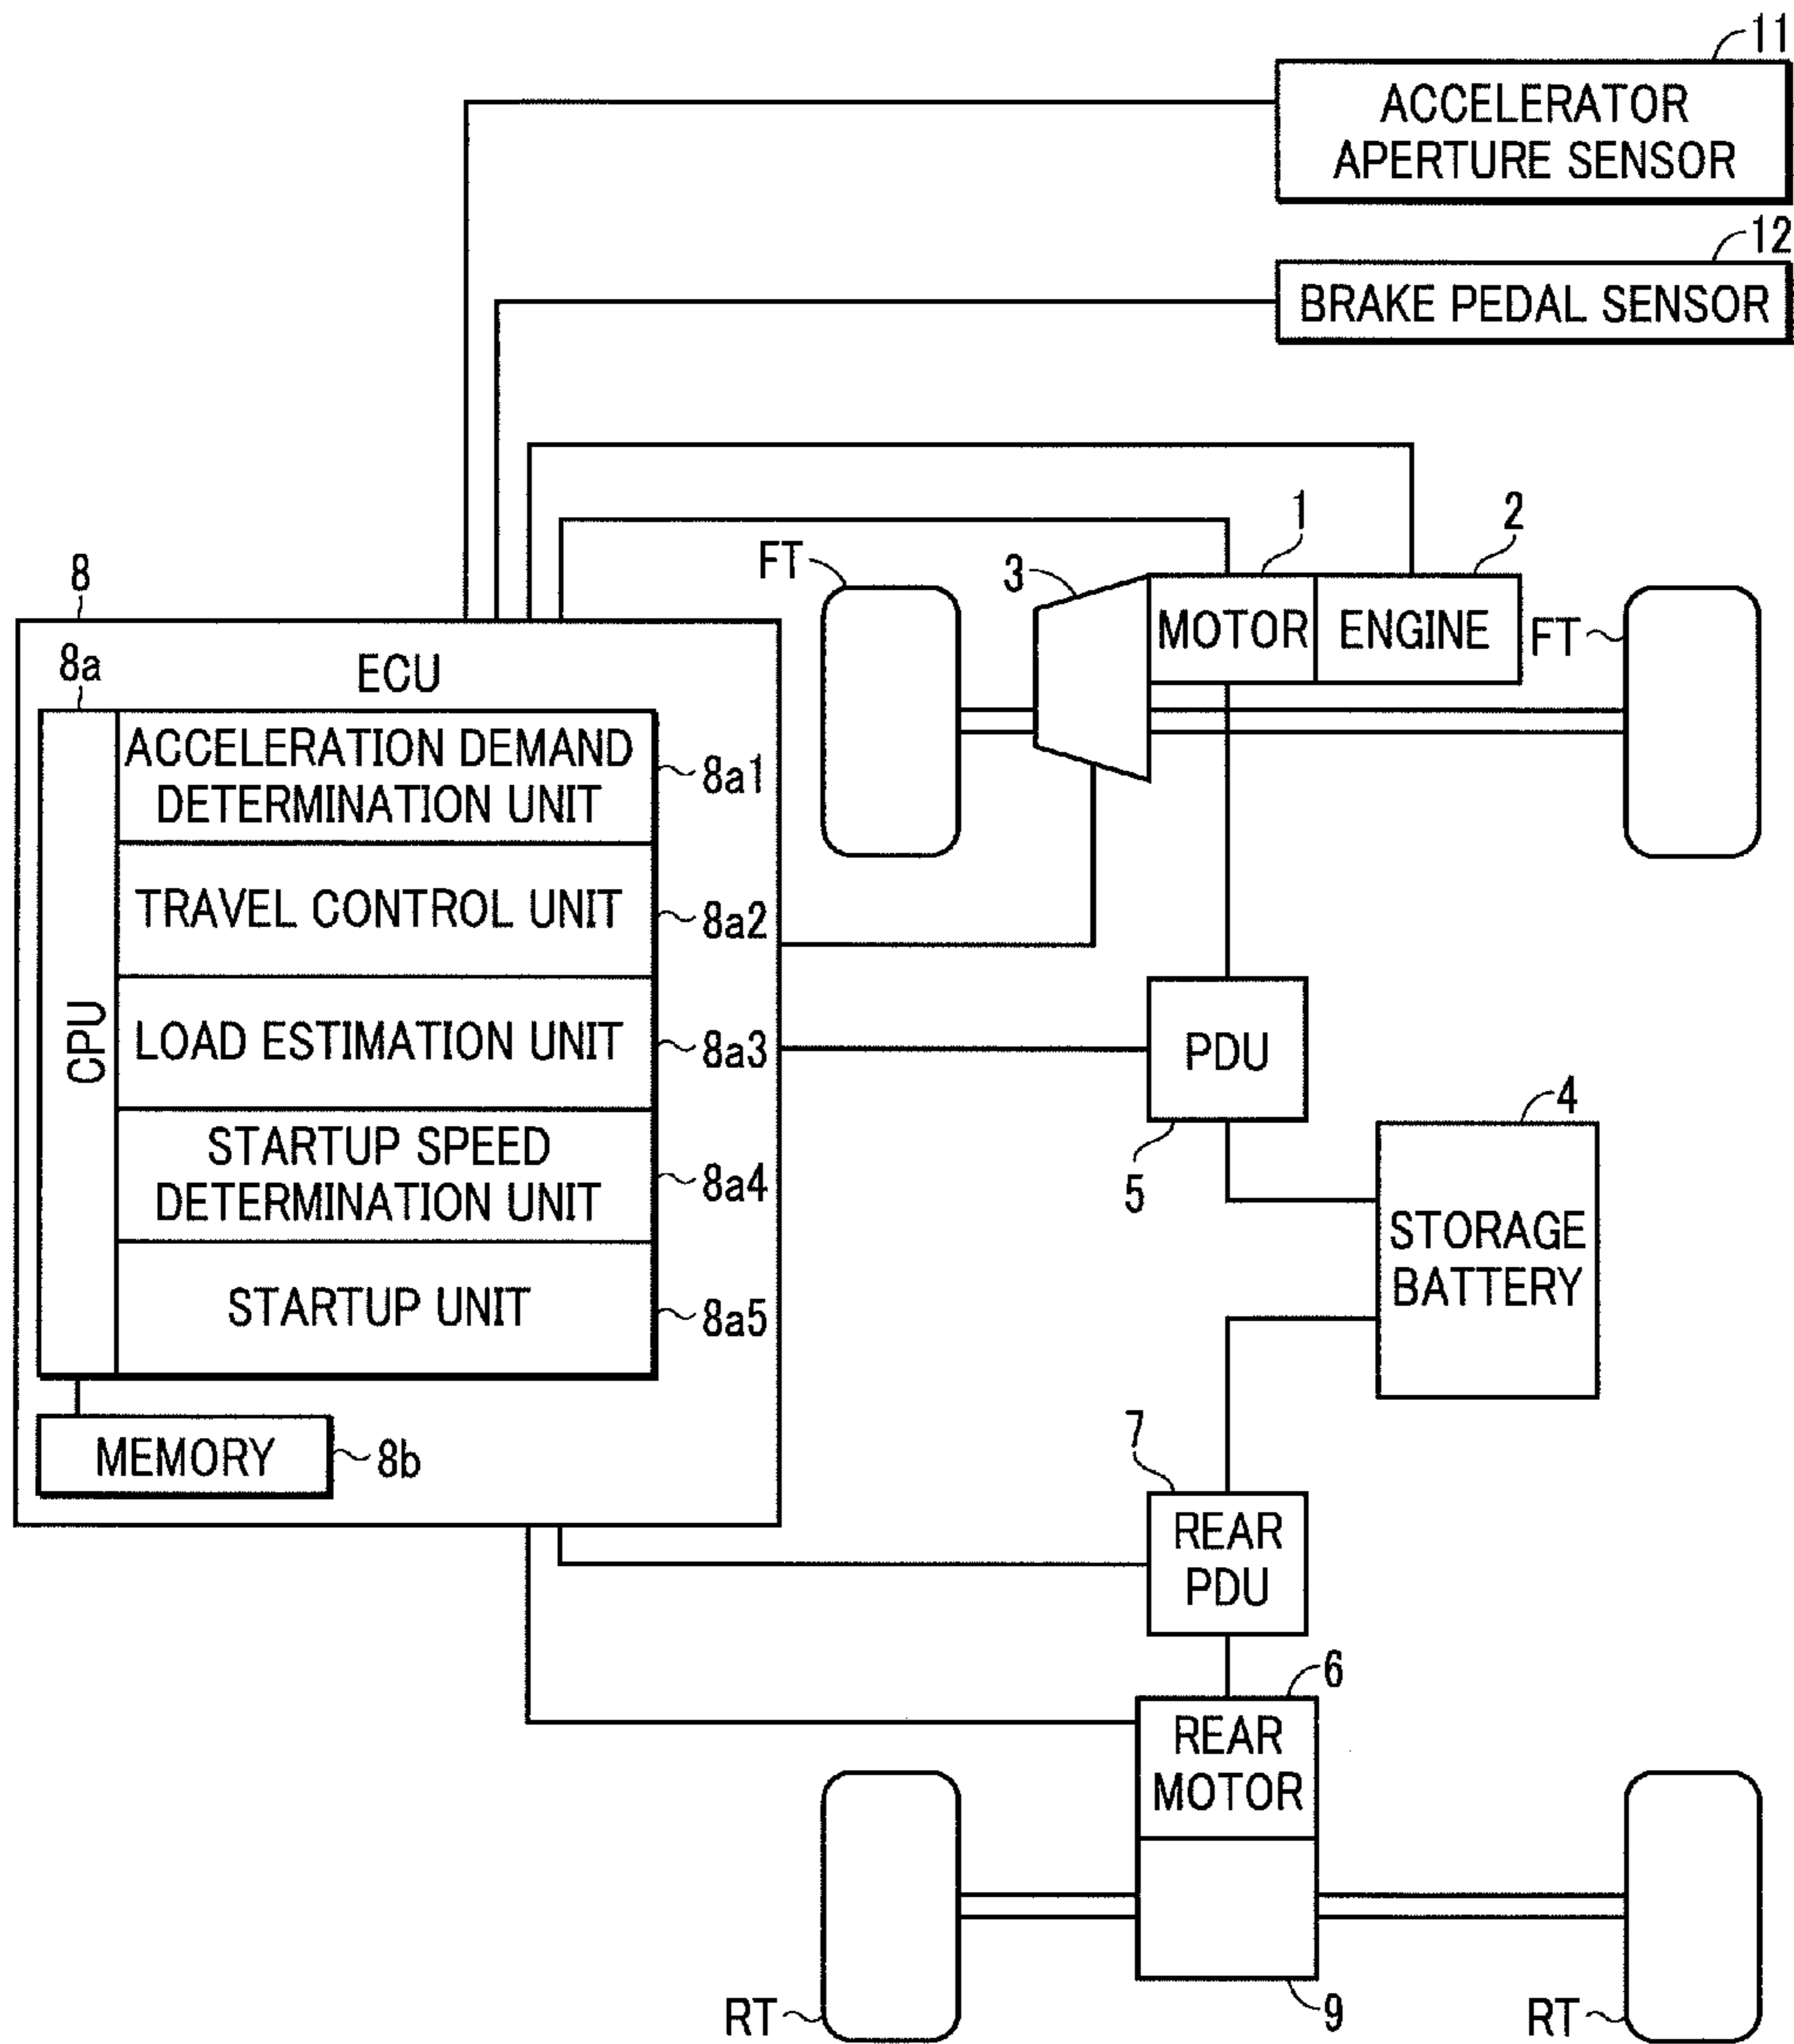 11
ACCELERATOR
APERTURE SENSOR
12
BRAKE PEDAL SENSOR
1
2
FT
3
8
MOTOR
ENGINE
FT
8a
ECU
ACCELERATION DEMAND
DETERMINATION UNIT
8a1
TRAVEL CONTROL UNIT
8a2
CPU
LOAD ESTIMATION UNIT
8a3
PDU
5
4
STARTUP SPEED
DETERMINATION UNIT
8a4
STORAGE
BATTERY
STARTUP UNIT
8a5
MEMORY
8b
7
REAR
PDU
6
REAR
MOTOR
RT
9
RT